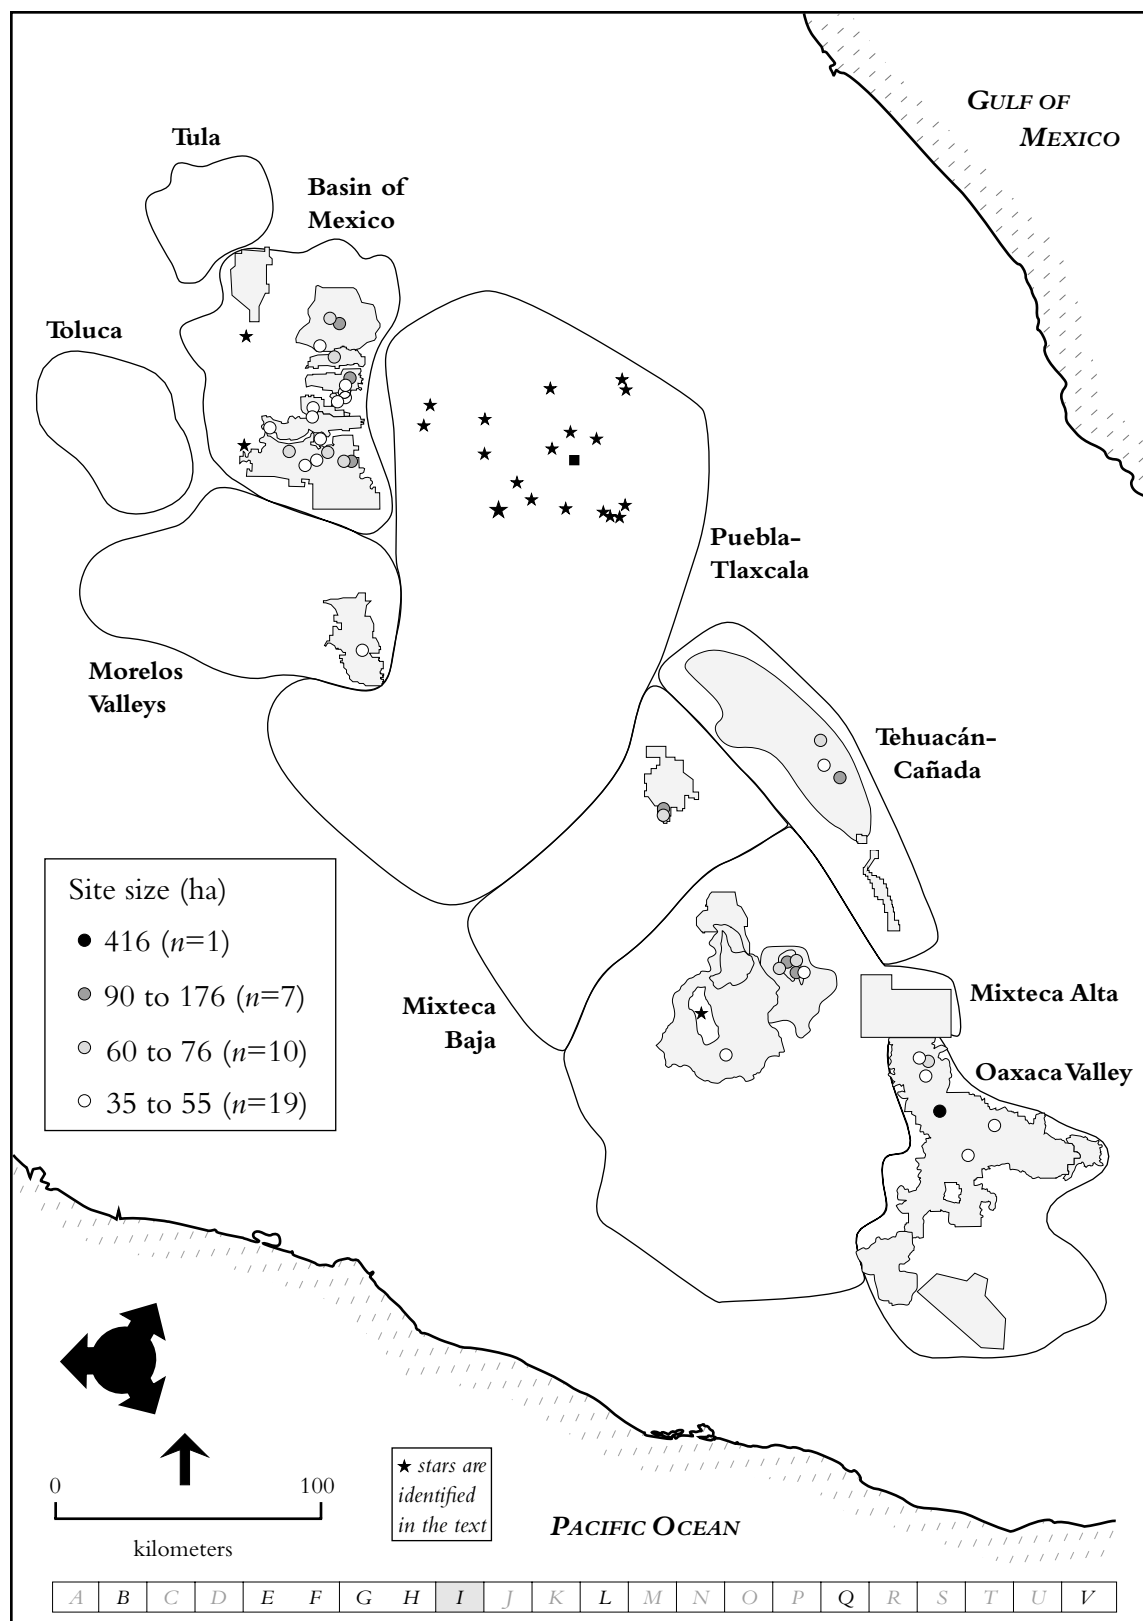 GULF OF
MEXICO
Tula
Basin of
Mexico
Toluca
Puebla-
Tlaxcala
Morelos
Valleys
Tehuacán-
Cañada
Site size (ha)
416 (n=1)
90 to 176 (n=7)
60 to 76 (n=10)
35 to 55 (n=19)
Mixteca
Baja
Mixteca Alta
Oaxaca Valley
0 100
kilometers
★ stars are
identified
in the text
PACIFIC OCEAN
A B C D E F G H I J K L M N O P Q R S T U V